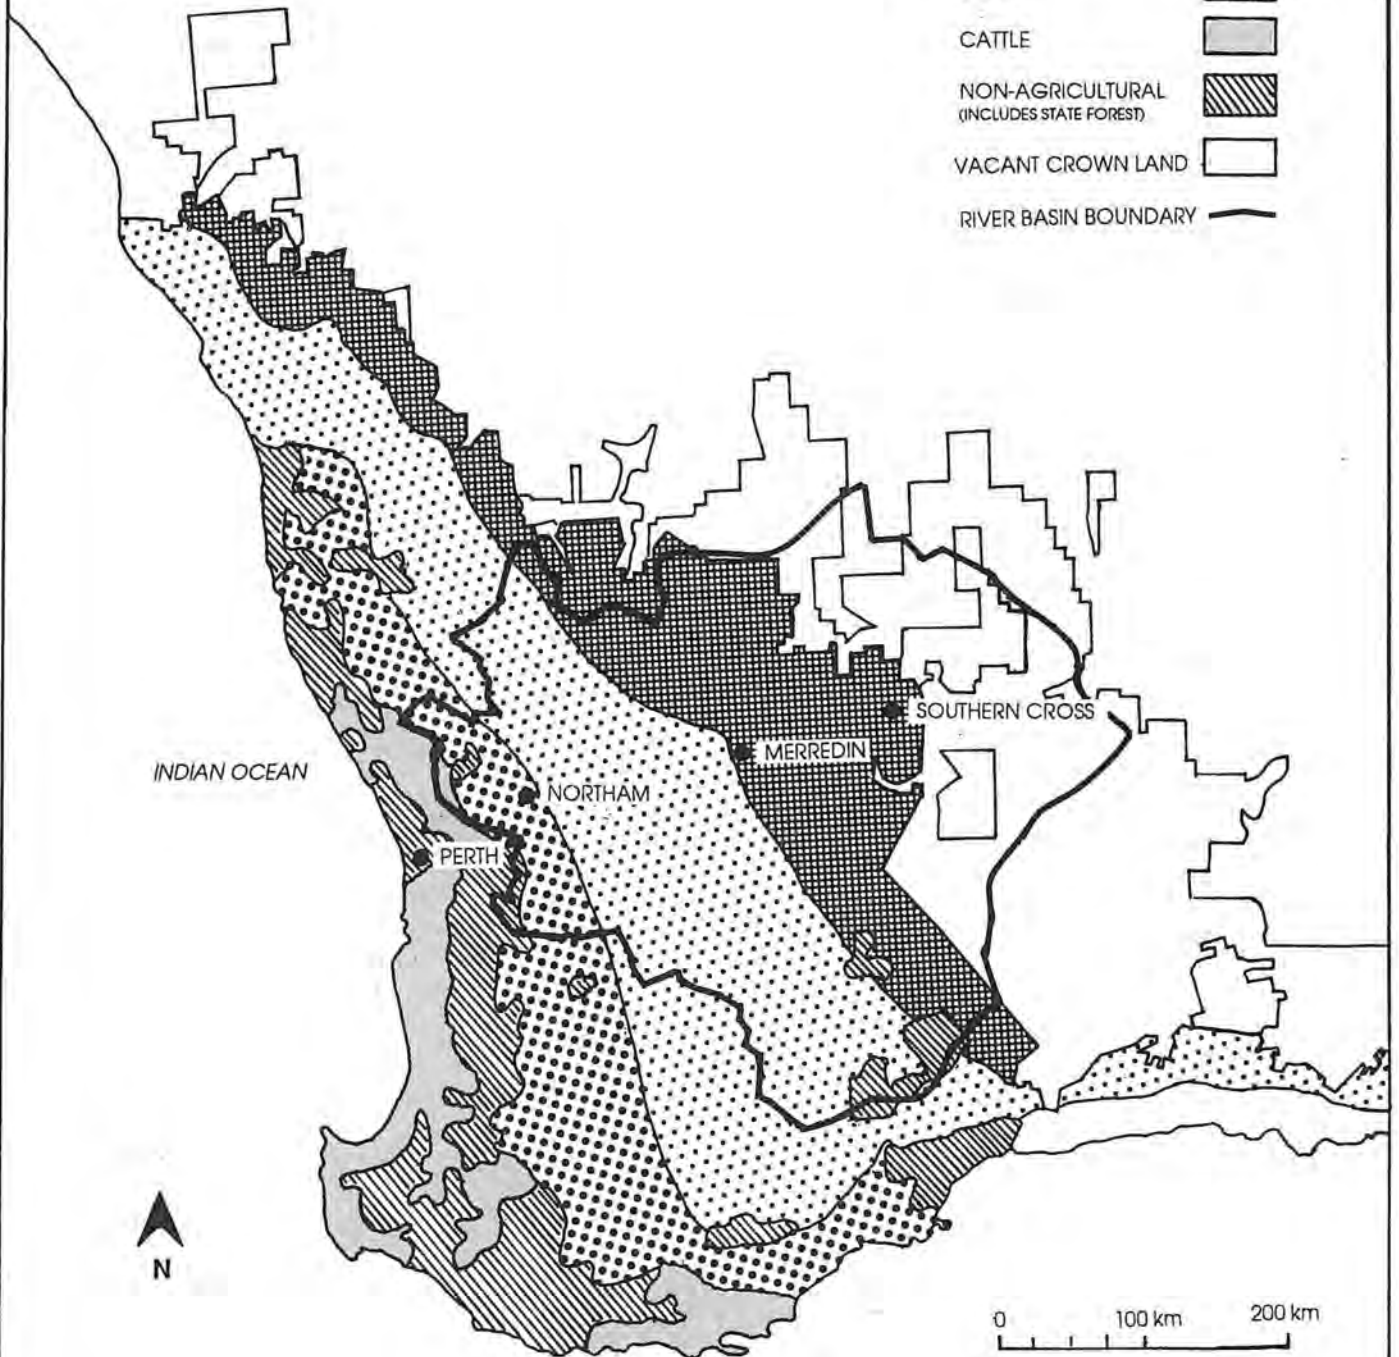 CATTLE
NON-AGRICULTURAL
(INCLUDES STATE FOREST)
VACANT CROWN LAND
RIVER BASIN BOUNDARY
SOUTHERN CROSS
MERREDIN
INDIAN OCEAN
NORTHAM
PERTH
N
0 100 km 200 km